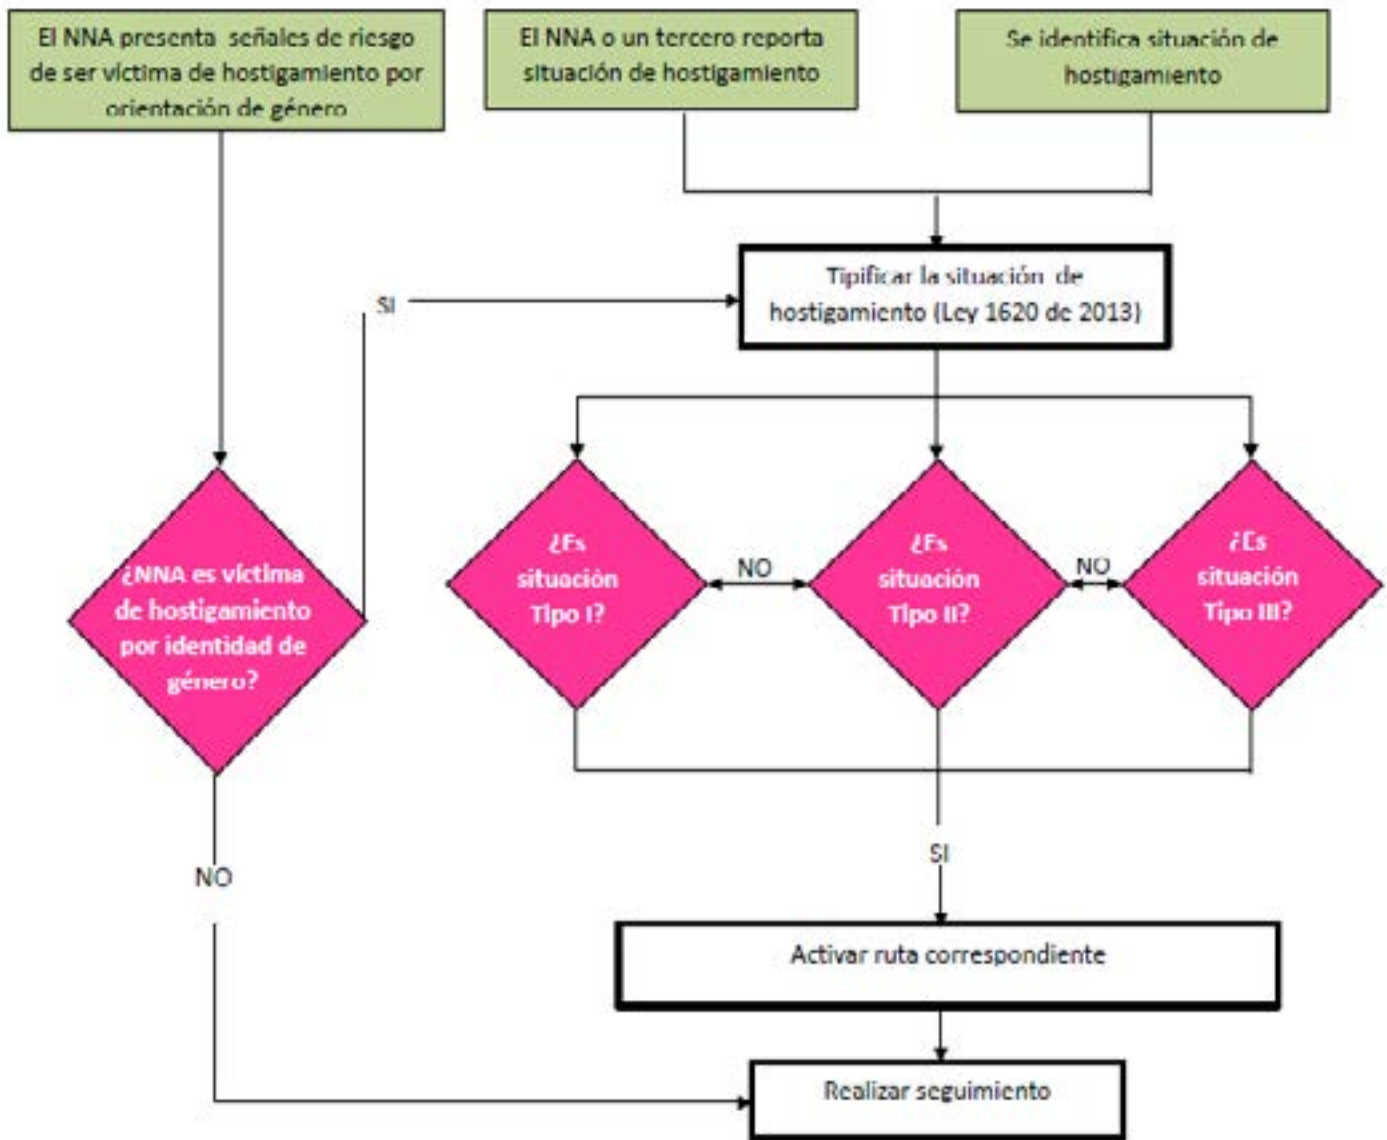 El NNA presenta señales de riesgo
de ser víctima de hostigamiento por
orientación de género
El NNA o un tercero reporta
situación de hostigamiento
Se identifica situación de
hostigamiento
SI
Tipificar la situación de
hostigamiento (Ley 1620 de 2013)
¿NNA es víctima
de hostigamiento
por identidad de
género?
¿Es
situación
Tipo I?
NO
¿Es
situación
Tipo II?
NO
¿Es
situación
Tipo III?
NO
SI
Activar ruta correspondiente
Realizar seguimiento